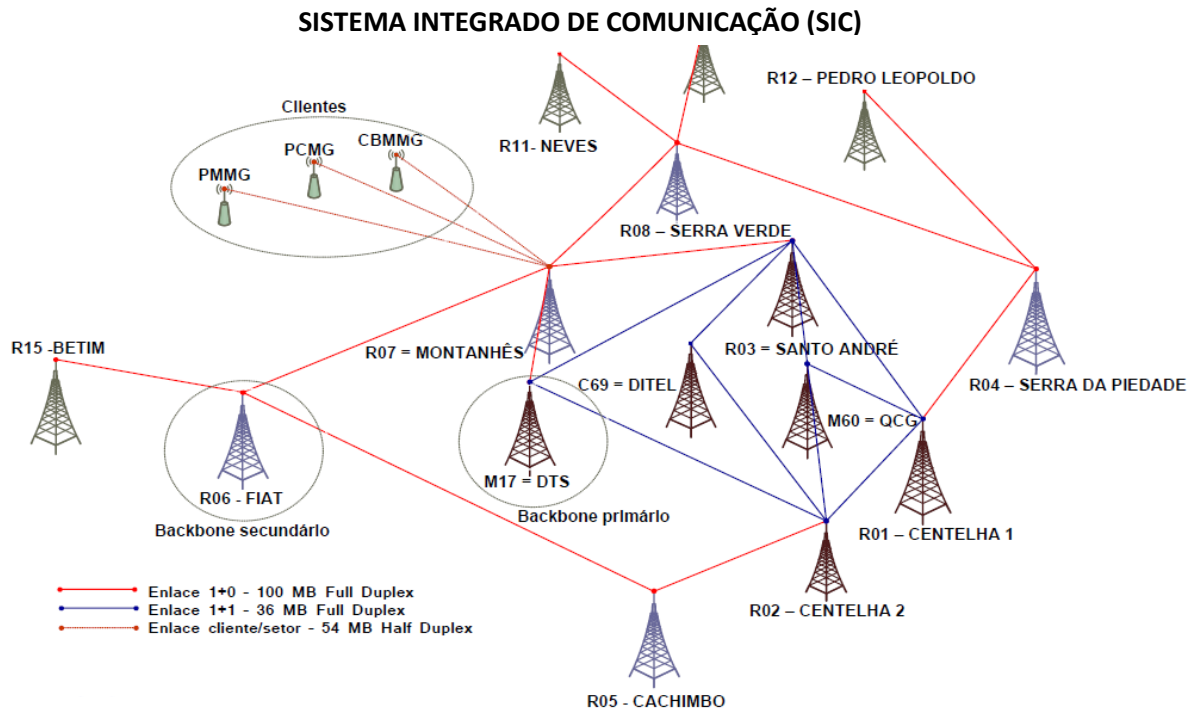 SISTEMA INTEGRADO DE COMUNICAÇÃO (SIC)
R12 – PEDRO LEOPOLDO
Clientes
CBMMG
PCMG
PMMG
R11- NEVES
R08 – SERRA VERDE
R15 -BETIM
R07 = MONTANHÊS
R03 = SANTO ANDRÉ
R04 – SERRA DA PIEDADE
C69 = DITEL
M60 = QCG
R06 - FIAT
M17 = DTS
Backbone secundário
Backbone primário
R01 – CENTELHA 1
Enlace 1+0 - 100 MB Full Duplex
Enlace 1+1 - 36 MB Full Duplex
Enlace cliente/setor - 54 MB Half Duplex
R02 – CENTELHA 2
R05 - CACHIMBO